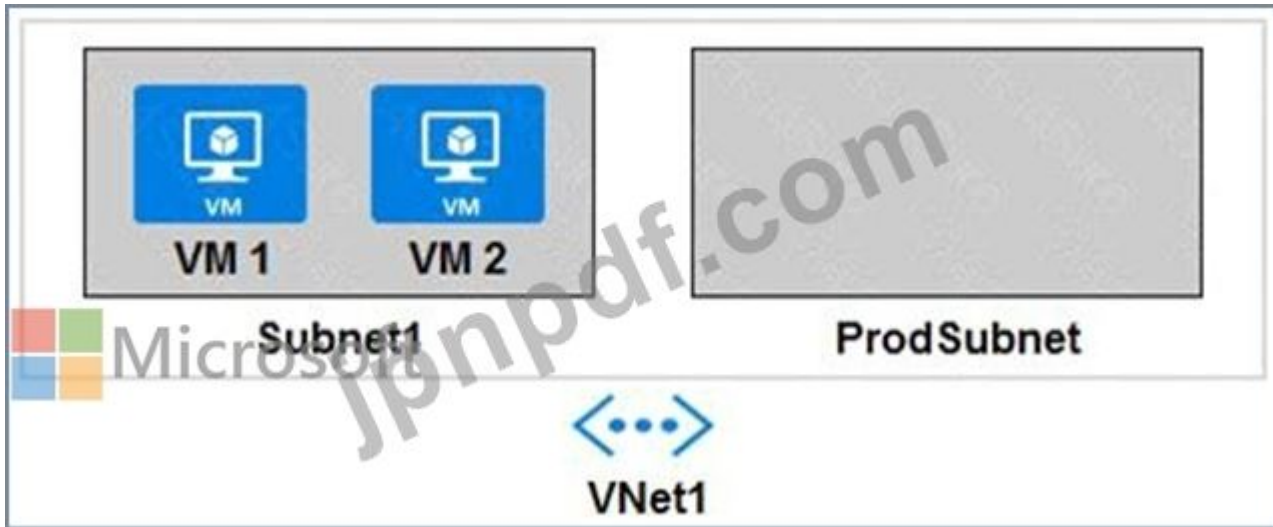 VM
VM
VM 1
VM 2
Subnet1
ProdSubnet
Microsoft
jpnpdf.com
VNet1